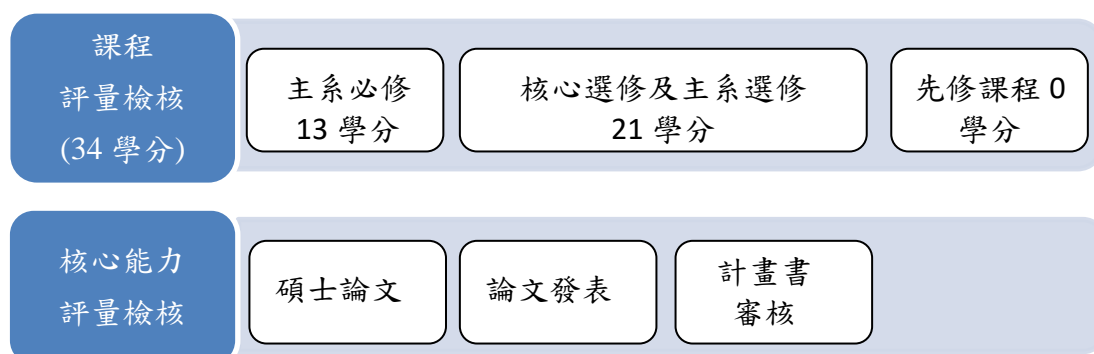 課程
評量檢核
(34 學分)
主系必修
13 學分
核心選修及主系選修
21 學分
先修課程 0
學分
核心能力
評量檢核
碩士論文
論文發表
計畫書
審核